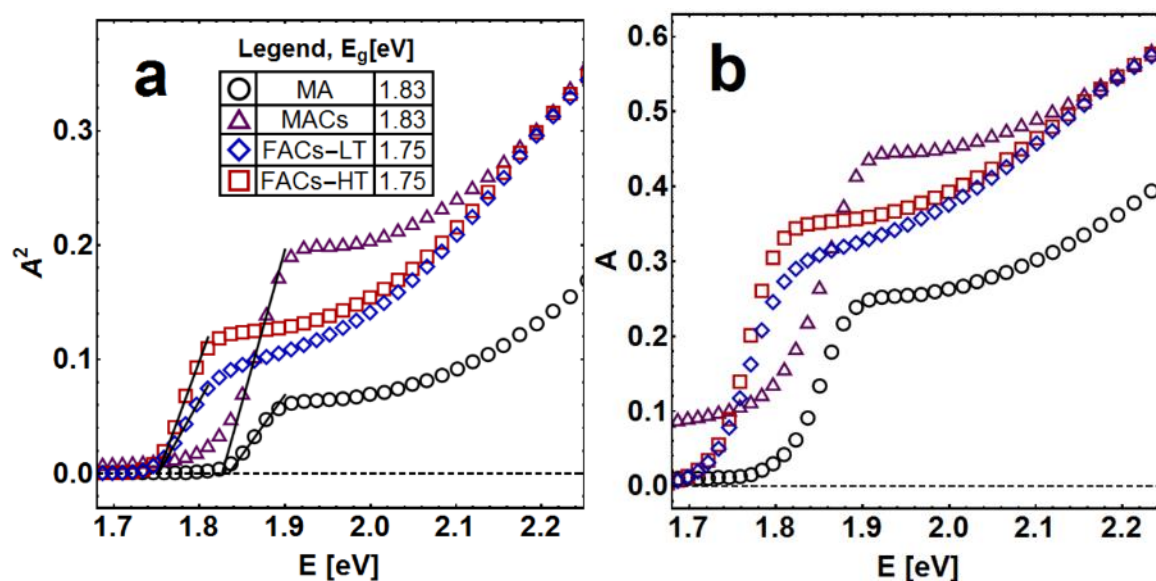 a
Legend, E_g[eV]
MA 1.83
MACs 1.83
FACs-LT 1.75
FACs-HT 1.75
A²
0.3
0.2
0.1
0.0
1.7 1.8 1.9 2.0 2.1 2.2
E [eV]
b
A
0.6
0.5
0.4
0.3
0.2
0.1
0.0
1.7 1.8 1.9 2.0 2.1 2.2
E [eV]